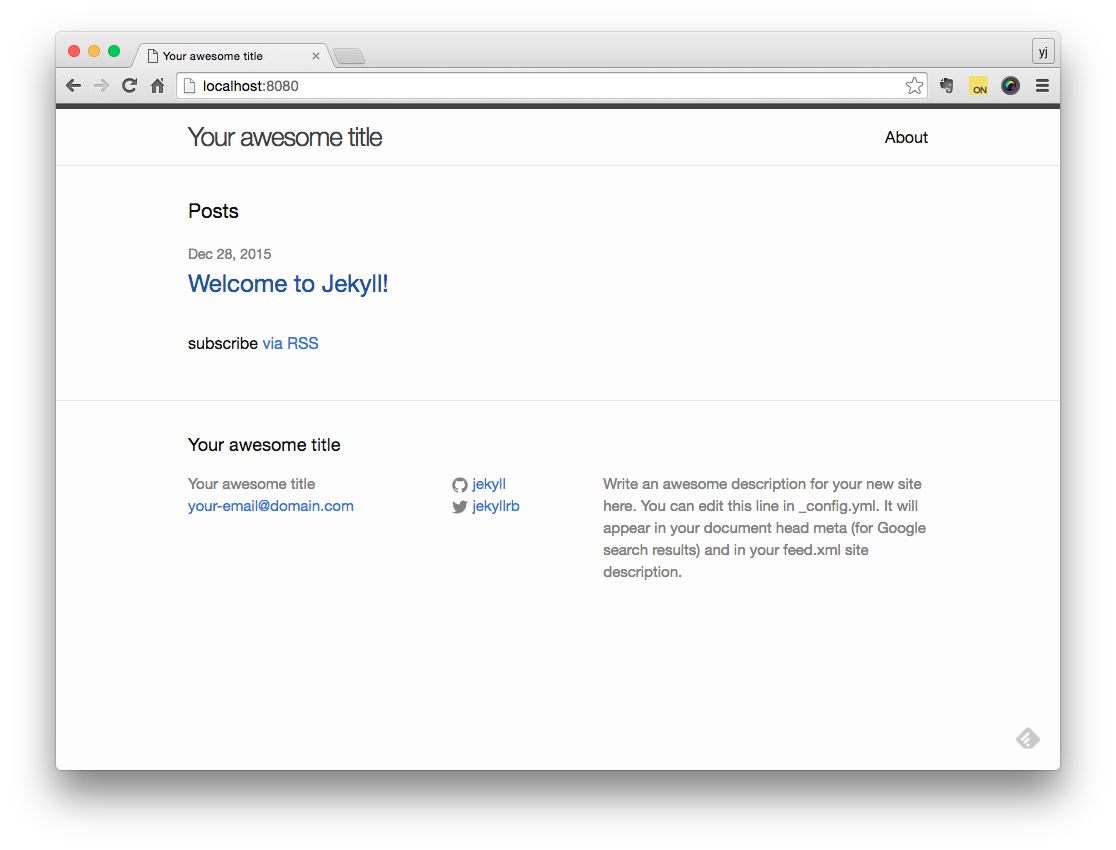 Your awesome title
yj
localhost:8080
ON
Your awesome title
About
Posts
Dec 28, 2015
Welcome to Jekyll!
subscribe via RSS
Your awesome title
Your awesome title
your-email@domain.com
jekyll
jekyllrb
Write an awesome description for your new site
here. You can edit this line in _config.yml. It will
appear in your document head meta (for Google
search results) and in your feed.xml site
description.